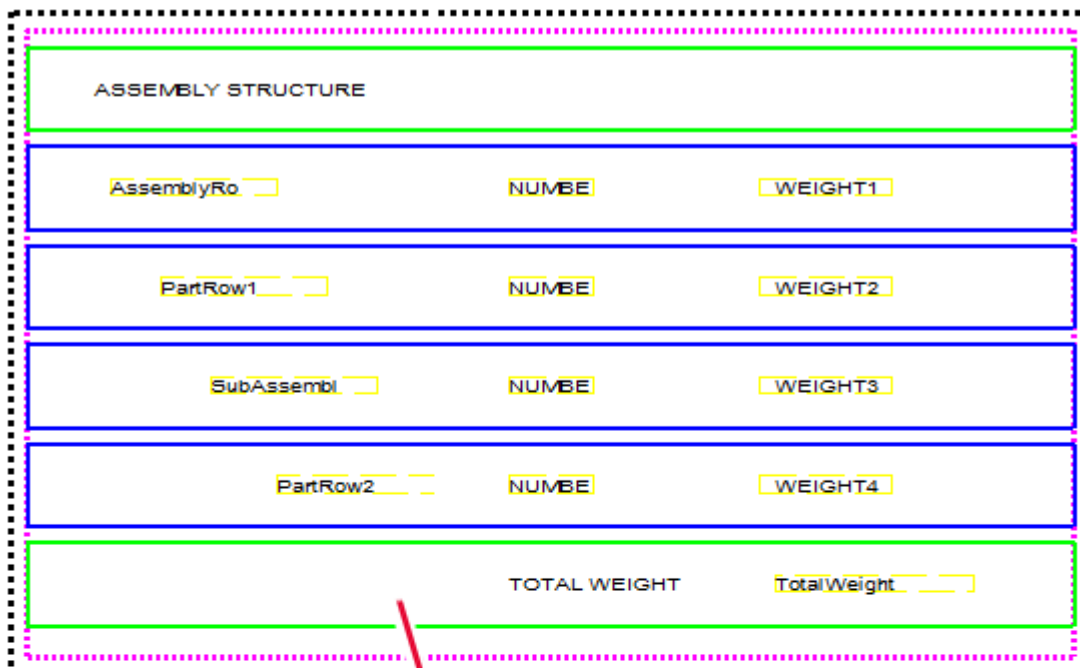 ASSEMBLY STRUCTURE
AssemblyRo NUMBE WEIGHT1
PartRow1 NUMBE WEIGHT2
SubAssembl NUMBE WEIGHT3
PartRow2 NUMBE WEIGHT4
TOTAL WEIGHT TotalWeight